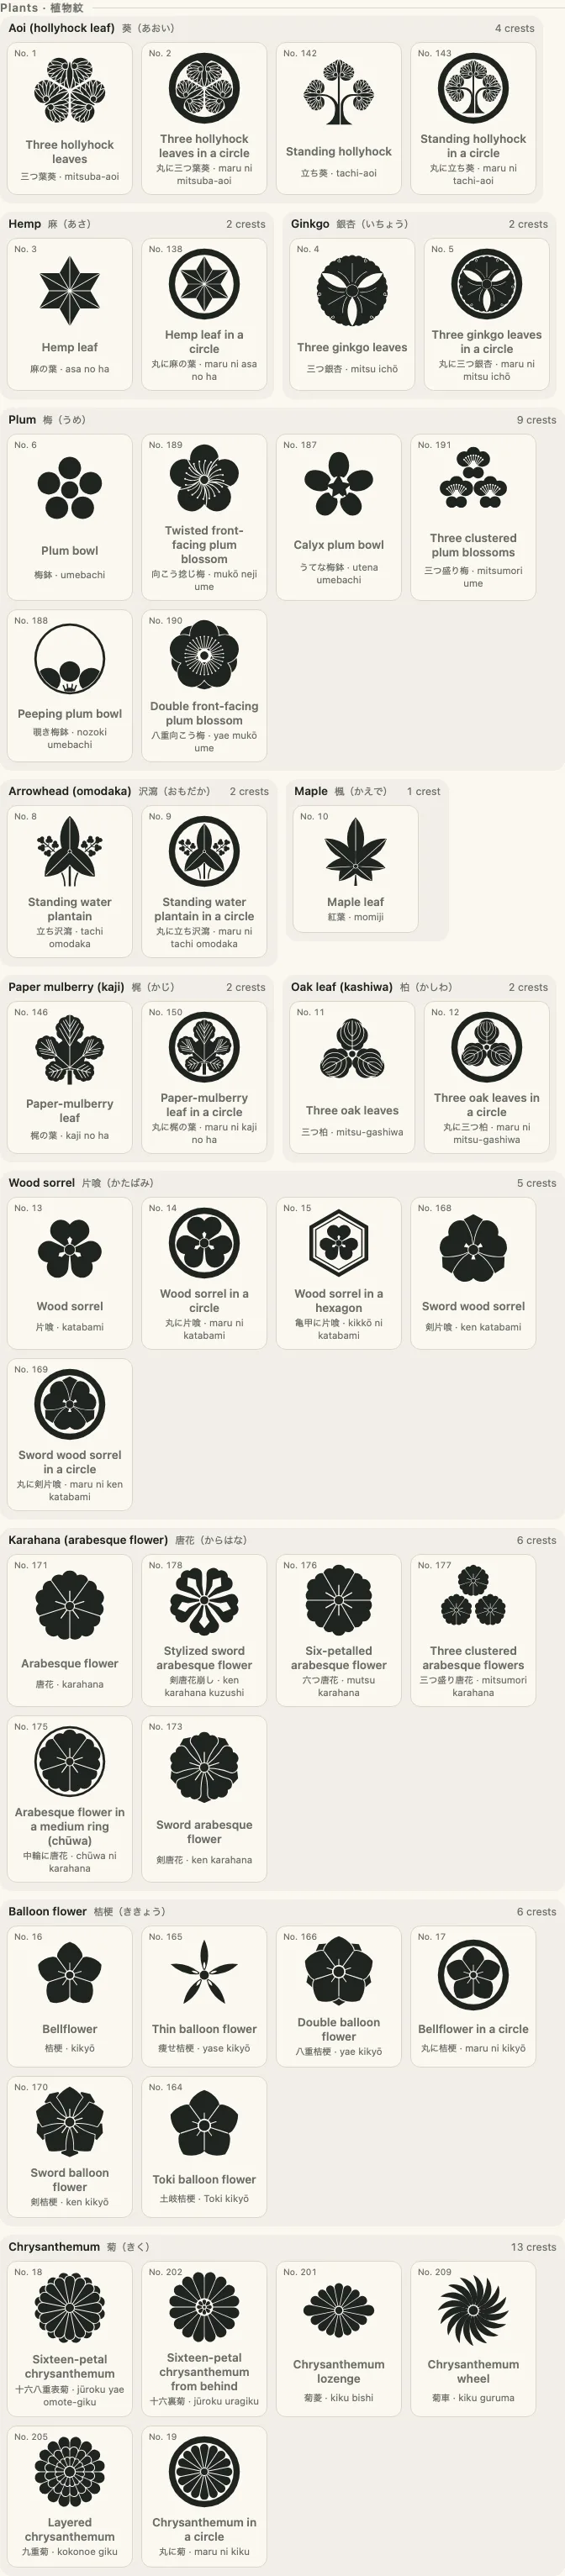 Plants · 植物紋
Aoi (hollyhock leaf) 葵（あおい） 4 crests
No. 1
Three hollyhock
leaves
三つ葉葵 · mitsuba-aoi
No. 2
Three hollyhock
leaves in a circle
丸に三つ葉葵 · maru ni
mitsuba-aoi
No. 142
Standing hollyhock
立ち葵 · tachi-aoi
No. 143
Standing hollyhock
in a circle
丸に立ち葵 · maru ni
tachi-aoi
Hemp 麻（あさ） 2 crests
No. 3
Hemp leaf
麻の葉 · asa no ha
No. 138
Hemp leaf in a
circle
丸に麻の葉 · maru ni asa
no ha
Ginkgo 銀杏（いちょう） 2 crests
No. 4
Three ginkgo leaves
三つ銀杏 · mitsu ichō
No. 5
Three ginkgo leaves
in a circle
丸に三つ銀杏 · maru ni
mitsu ichō
Plum 梅（うめ） 9 crests
No. 6
Plum bowl
梅鉢 · umebachi
No. 189
Twisted front-
facing plum
blossom
向こう捻じ梅 · mukō neji
ume
No. 187
Calyx plum bowl
うてな梅鉢 · utena
umebachi
No. 191
Three clustered
plum blossoms
三つ盛り梅 · mitsumori
ume
No. 188
Peeping plum bowl
覗き梅鉢 · nozoki
umebachi
No. 190
Double front-facing
plum blossom
八重向こう梅 · yae mukō
ume
Arrowhead (omodaka) 沢瀉（おもだか） 2 crests
No. 8
Standing water
plantain
立ち沢瀉 · tachi
omodaka
No. 9
Standing water
plantain in a circle
丸に立ち沢瀉 · maru ni
tachi omodaka
Maple 楓（かえで） 1 crest
No. 10
Maple leaf
紅葉 · momiji
Paper mulberry (kaji) 梶（かじ） 2 crests
No. 146
Paper-mulberry
leaf
梶の葉 · kaji no ha
No. 150
Paper-mulberry
leaf in a circle
丸に梶の葉 · maru ni kaji
no ha
Oak leaf (kashiwa) 柏（かしわ） 2 crests
No. 11
Three oak leaves
三つ柏 · mitsu-gashiwa
No. 12
Three oak leaves in
a circle
丸に三つ柏 · maru ni
mitsu-gashiwa
Wood sorrel 片喰（かたばみ） 5 crests
No. 13
Wood sorrel
片喰 · katabami
No. 14
Wood sorrel in a
circle
丸に片喰 · maru ni
katabami
No. 15
Wood sorrel in a
hexagon
亀甲に片喰 · kikkō ni
katabami
No. 168
Sword wood sorrel
剣片喰 · ken katabami
No. 169
Sword wood sorrel
in a circle
丸に剣片喰 · maru ni ken
katabami
Karahana (arabesque flower) 唐花（からはな） 6 crests
No. 171
Arabesque flower
唐花 · karahana
No. 178
Stylized sword
arabesque flower
剣唐花崩し · ken
karahana kuzushi
No. 176
Six-petalled
arabesque flower
六つ唐花 · mutsu
karahana
No. 177
Three clustered
arabesque flowers
三つ盛り唐花 · mitsumori
karahana
No. 175
Arabesque flower in
a medium ring
(chūwa)
中輪に唐花 · chūwa ni
karahana
No. 173
Sword arabesque
flower
剣唐花 · ken karahana
Balloon flower 桔梗（ききょう） 6 crests
No. 16
Bellflower
桔梗 · kikyō
No. 165
Thin balloon flower
痩せ桔梗 · yase kikyō
No. 166
Double balloon
flower
八重桔梗 · yae kikyō
No. 17
Bellflower in a circle
丸に桔梗 · maru ni kikyō
No. 170
Sword balloon
flower
剣桔梗 · ken kikyō
No. 164
Toki balloon flower
土岐桔梗 · Toki kikyō
Chrysanthemum 菊（きく） 13 crests
No. 18
Sixteen-petal
chrysanthemum
十六八重表菊 · jūroku yae
omote-giku
No. 202
Sixteen-petal
chrysanthemum
from behind
十六裏菊 · jūroku uragiku
No. 201
Chrysanthemum
lozenge
菊菱 · kiku bishi
No. 209
Chrysanthemum
wheel
菊車 · kiku guruma
No. 205
Layered
chrysanthemum
九重菊 · kokonoe giku
No. 19
Chrysanthemum in
a circle
丸に菊 · maru ni kiku